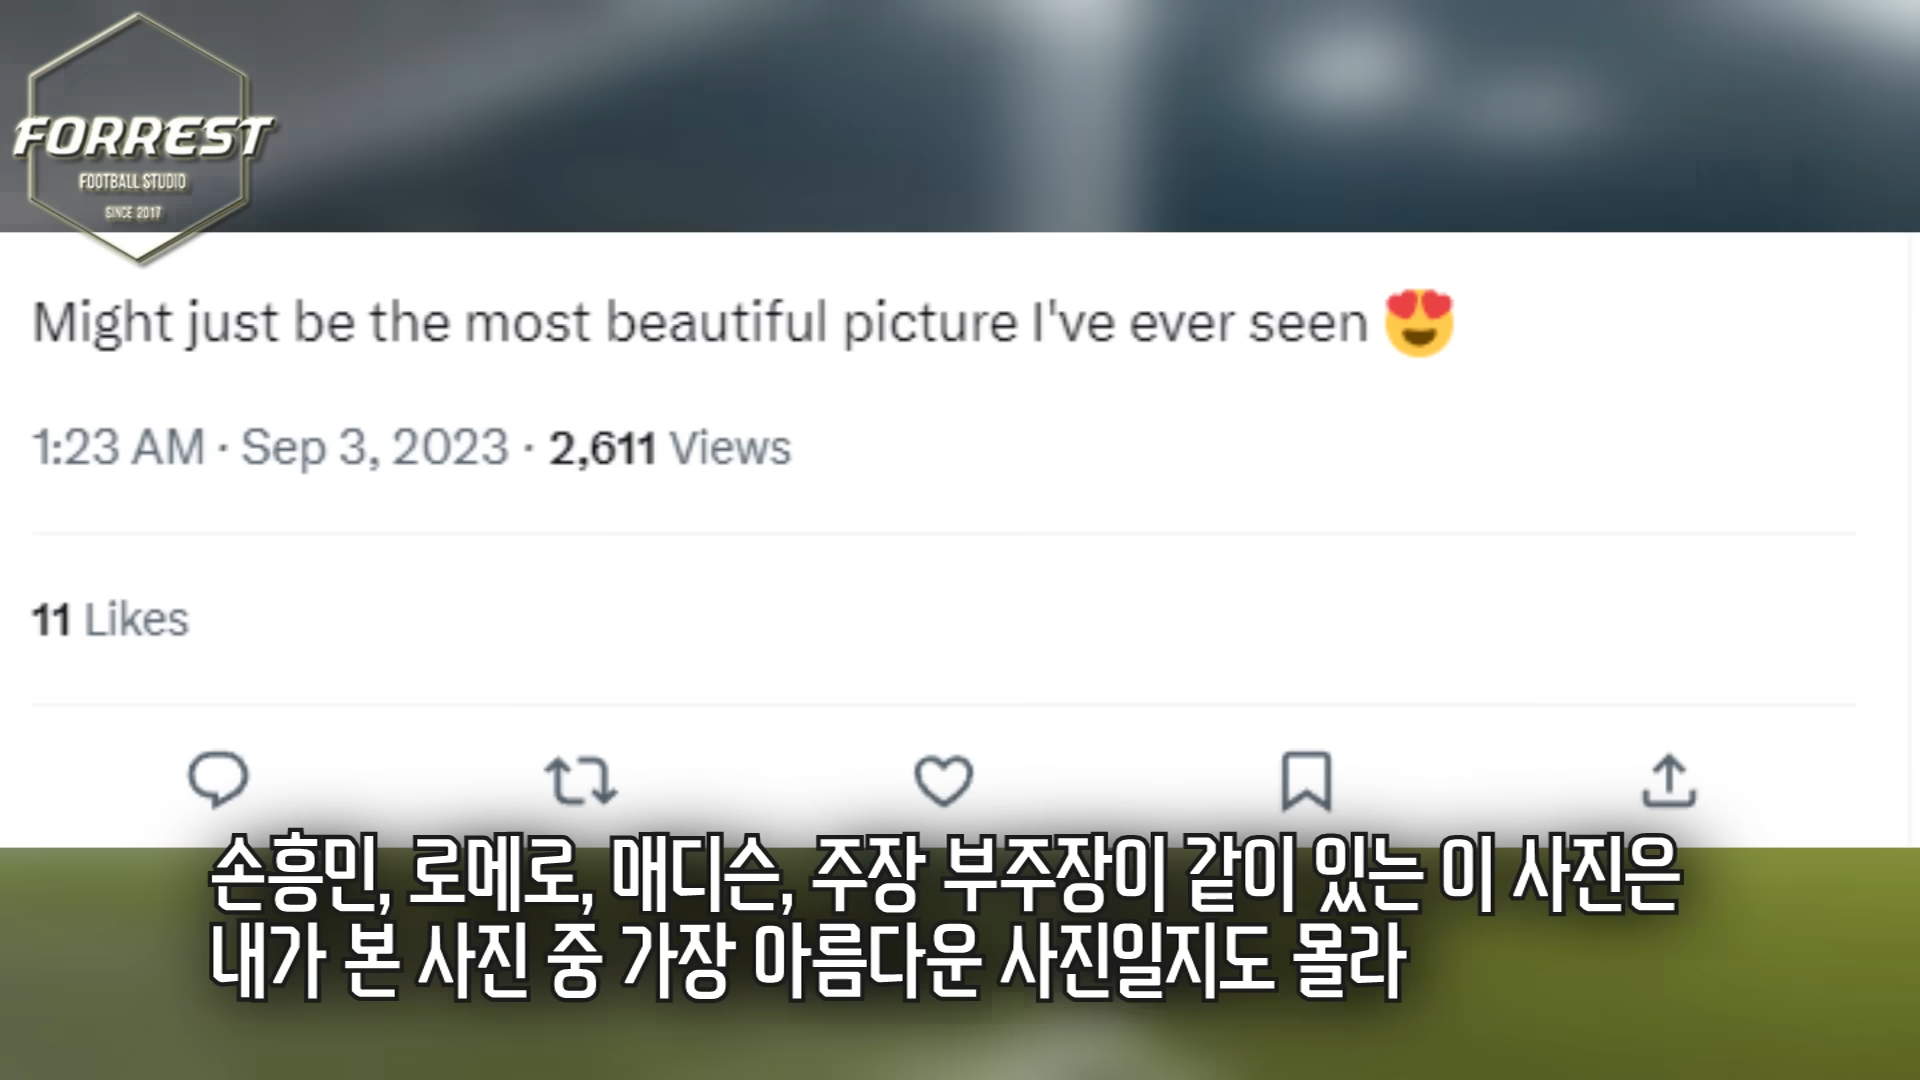 FORREST
FOOTBALL STUDIO
SINCE 2017
Might just be the most beautiful picture I've ever seen 😍
1:23 AM · Sep 3, 2023 · 2,611 Views
11 Likes
손흥민, 로메로, 매디슨, 주장 부주장이 같이 있는 이 사진은
내가 본 사진 중 가장 아름다운 사진일지도 몰라